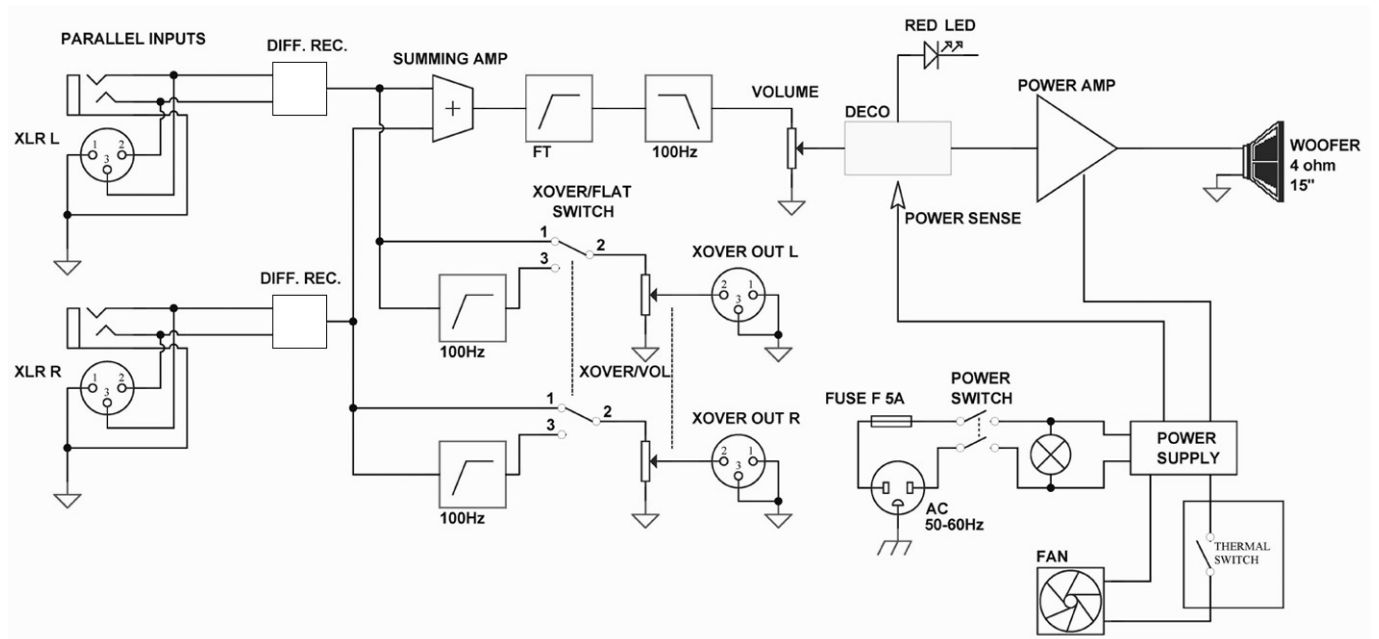 PARALLEL INPUTS
DIFF. REC.
SUMMING AMP
+
XLR L
1
2
3
FT
100Hz
VOLUME
RED LED
DECO
POWER AMP
WOOFER
4 ohm
15"
POWER SENSE
XOVER/FLAT
SWITCH
1
2
3
100Hz
XOVER OUT L
2
1
3
DIFF. REC.
XLR R
1
2
3
XOVER/VOL
1
2
3
100Hz
XOVER OUT R
2
1
3
FUSE F 5A
POWER
SWITCH
AC
50-60Hz
POWER
SUPPLY
THERMAL
SWITCH
FAN